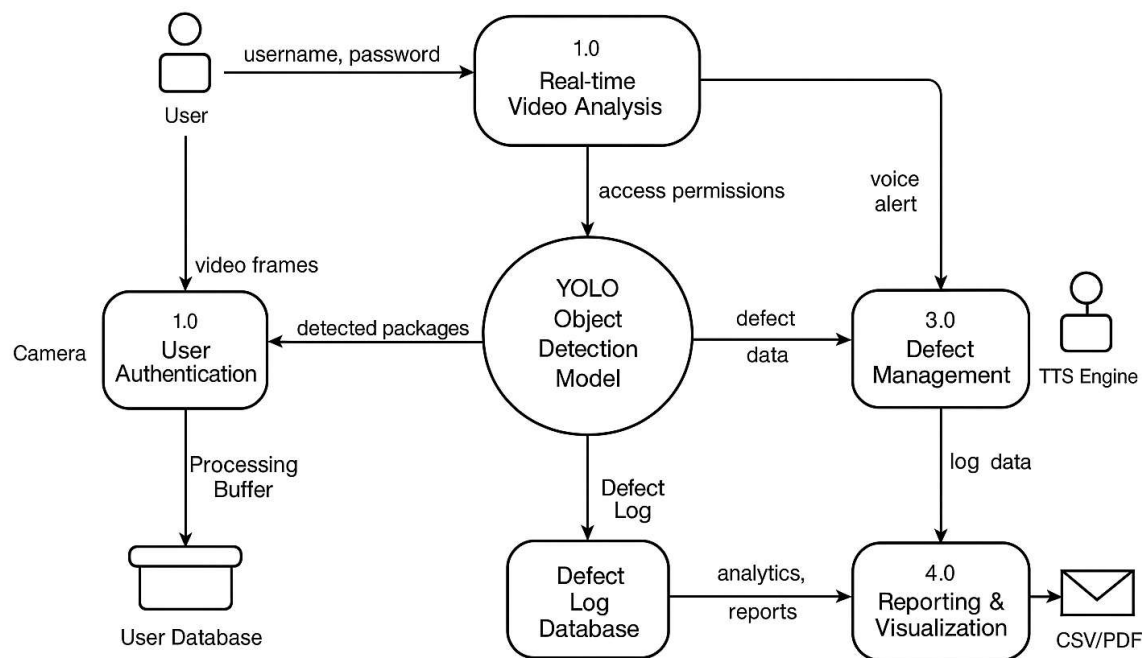 username, password
User
1.0
Real-time
Video Analysis
access permissions
voice
alert
video frames
Camera
1.0
User
Authentication
detected packages
YOLO
Object
Detection
Model
defect
data
3.0
Defect
Management
TTS Engine
Processing
Buffer
User Database
Defect
Log
Defect
Log
Database
analytics,
reports
log data
4.0
Reporting &
Visualization
CSV/PDF